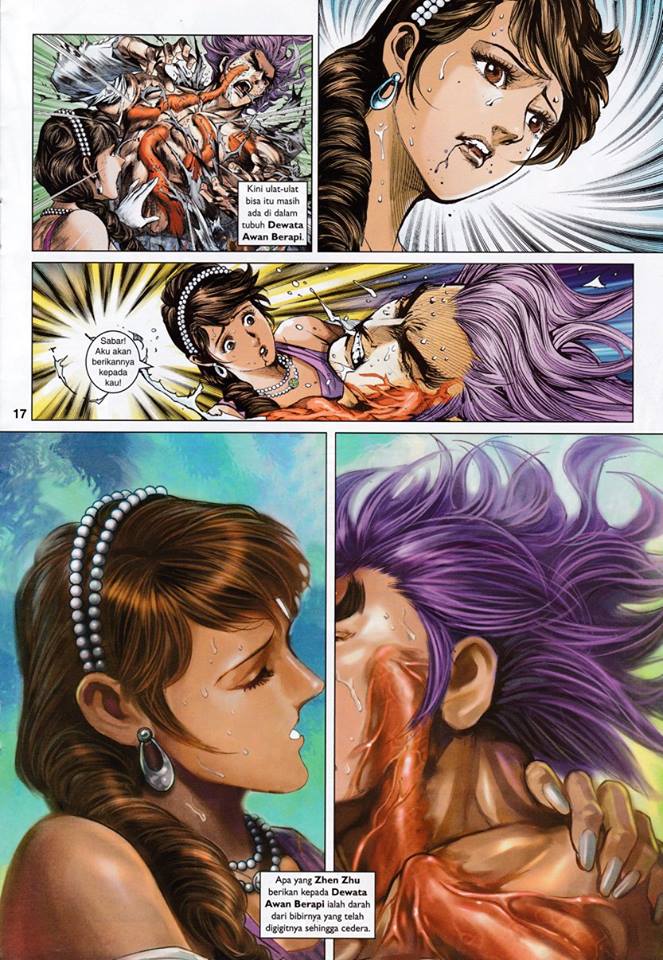 Kini ulat-ulat
bisa itu masih
ada di dalam
tubuh Dewata
Awan Berapi.
Sabar!
Aku akan
berikannya
kepada
kau!
17
Apa yang Zhen Zhu
berikan kepada Dewata
Awan Berapi ialah darah
dari bibirnya yang telah
digigitnya sehingga cedera.